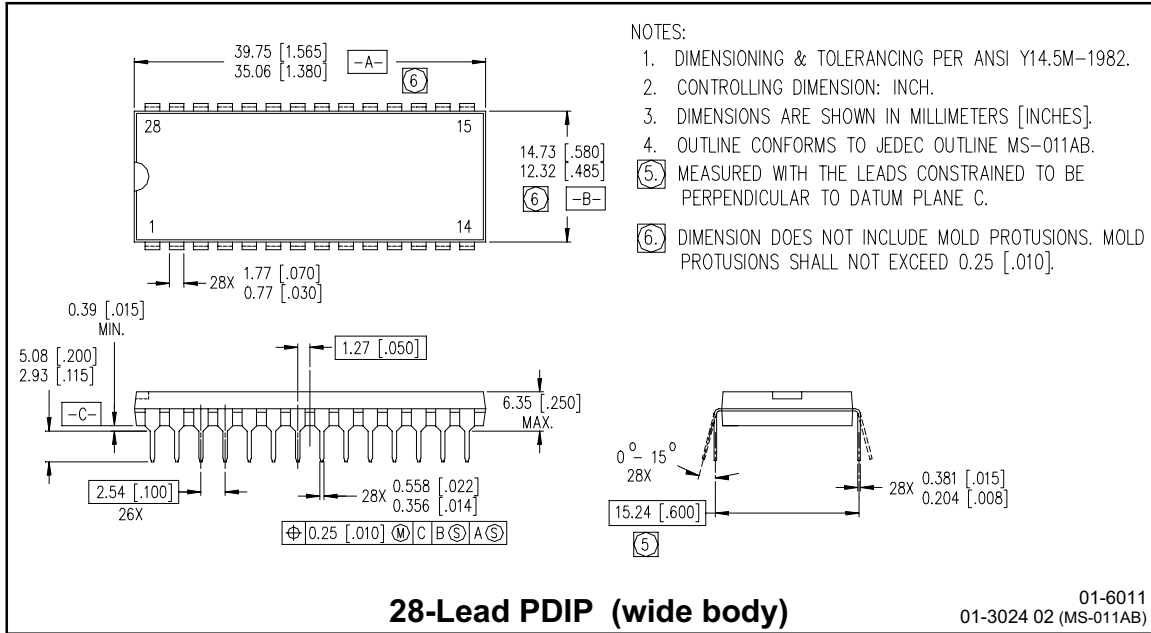 39.75 [1.565]
35.06 [1.380]
-A-
6
28
15
1
14
14.73 [.580]
12.32 [.485]
6
-B-
28X 1.77 [.070]
0.77 [.030]
NOTES:
1. DIMENSIONING & TOLERANCING PER ANSI Y14.5M-1982.
2. CONTROLLING DIMENSION: INCH.
3. DIMENSIONS ARE SHOWN IN MILLIMETERS [INCHES].
4. OUTLINE CONFORMS TO JEDEC OUTLINE MS-011AB.
5. MEASURED WITH THE LEADS CONSTRAINED TO BE
PERPENDICULAR TO DATUM PLANE C.
6. DIMENSION DOES NOT INCLUDE MOLD PROTUSIONS. MOLD
PROTUSIONS SHALL NOT EXCEED 0.25 [.010].
0.39 [.015]
MIN.
5.08 [.200]
2.93 [.115]
-C-
1.27 [.050]
6.35 [.250]
MAX.
2.54 [.100]
26X
28X 0.558 [.022]
0.356 [.014]
⌖ 0.25 [.010] Ⓜ C B Ⓢ A Ⓢ
0° - 15°
28X
15.24 [.600]
5
28X 0.381 [.015]
0.204 [.008]
28-Lead PDIP (wide body)
01-6011
01-3024 02 (MS-011AB)